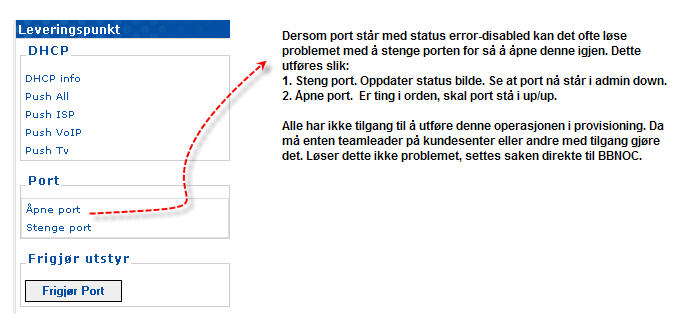 Leveringspunkt
DHCP
DHCP info
Push All
Push ISP
Push VoIP
Push Tv
Port
Åpne port
Stenge port
Frigjør utstyr
Frigjør Port
Dersom port står med status error-disabled kan det ofte løse
problemet med å stenge porten for så å åpne denne igjen. Dette
utføres slik:
1. Steng port. Oppdater status bilde. Se at port nå står i admin down.
2. Åpne port.  Er ting i orden, skal port stå i up/up.
Alle har ikke tilgang til å utføre denne operasjonen i provisioning. Da
må enten teamleader på kundesenter eller andre med tilgang gjøre
det. Løser dette ikke problemet, settes saken direkte til BBNOC.